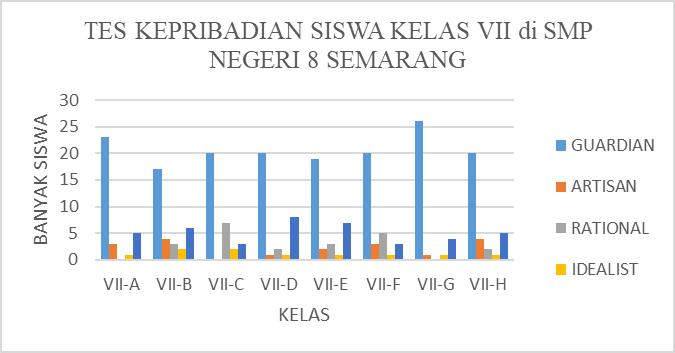 TES KEPRIBADIAN SISWA KELAS VII di SMP
NEGERI 8 SEMARANG
BANYAK SISWA
30
25
20
15
10
5
0
VII-A VII-B VII-C VII-D VII-E VII-F VII-G VII-H
KELAS
GUARDIAN
ARTISAN
RATIONAL
IDEALIST